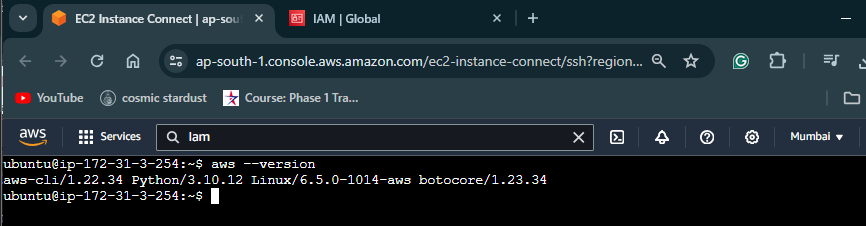 EC2 Instance Connect | ap-sou
IAM | Global
ap-south-1.console.aws.amazon.com/ec2-instance-connect/ssh?region...
YouTube
cosmic stardust
Course: Phase 1 Tra...
aws
Services
Iam
Mumbai
ubuntu@ip-172-31-3-254:~$ aws --version
aws-cli/1.22.34 Python/3.10.12 Linux/6.5.0-1014-aws botocore/1.23.34
ubuntu@ip-172-31-3-254:~$